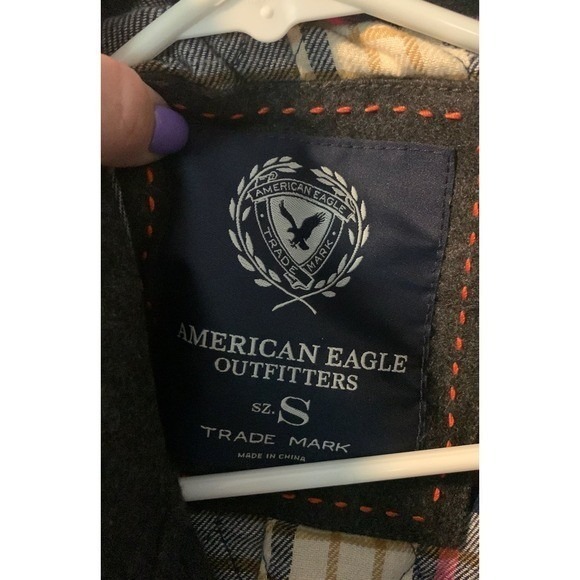 AMERICAN EAGLE
TRADE MARK
AMERICAN EAGLE
OUTFITTERS
SZ. S
TRADE MARK
MADE IN CHINA